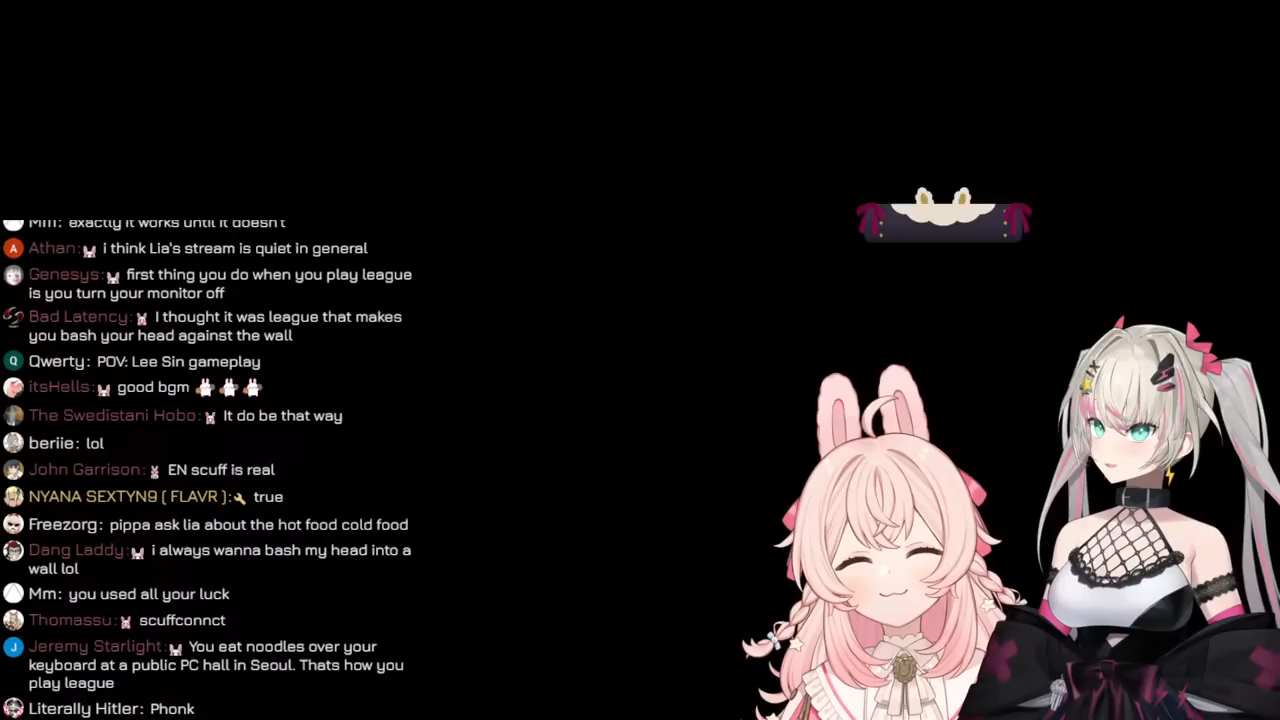 Mm: exactly it works until it doesn't
A Athan: i think Lia's stream is quiet in general
Genesys: first thing you do when you play league
is you turn your monitor off
Bad Latency: I thought it was league that makes
you bash your head against the wall
Q Qwerty: POV: Lee Sin gameplay
itsHells: good bgm
The Swedistani Hobo: It do be that way
beriie: lol
John Garrison: EN scuff is real
NYANA SEXTYN9 ( FLAVR ): true
Freezorg: pippa ask lia about the hot food cold food
Dang Laddy: i always wanna bash my head into a
wall lol
Mm: you used all your luck
Thomassu: scuffconnct
J Jeremy Starlight: You eat noodles over your
keyboard at a public PC hall in Seoul. Thats how you
play league
Literally Hitler: Phonk